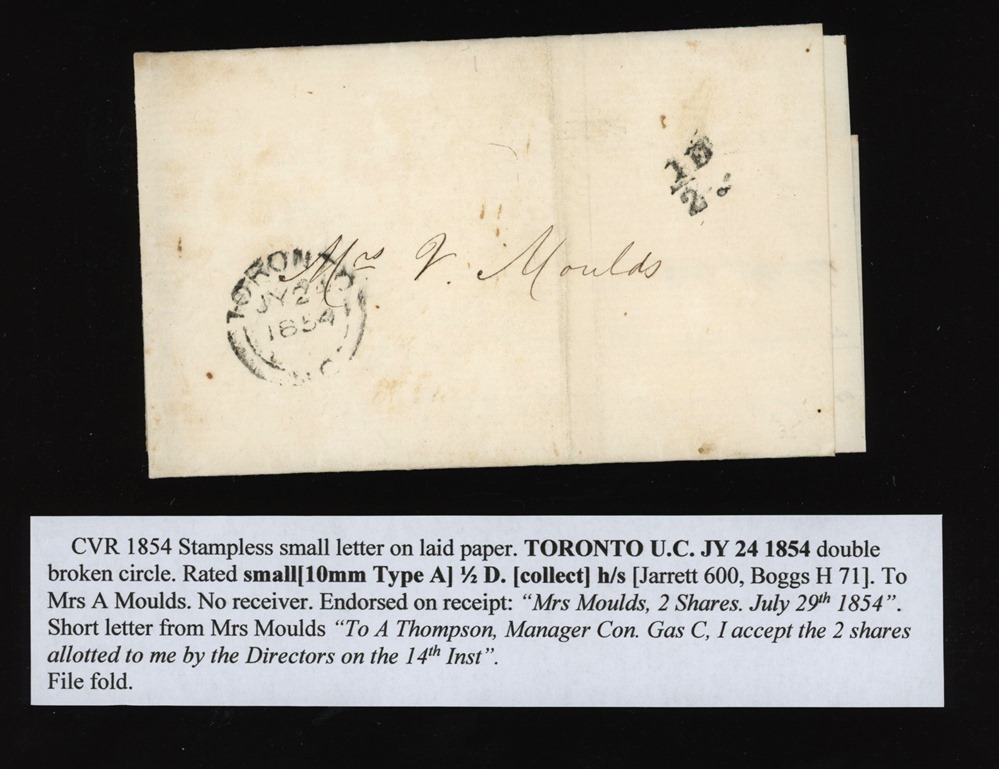 1D
2
Mrs V. Moulds
TORONTO
JY 24
1854
U.C.
CVR 1854 Stampless small letter on laid paper. TORONTO U.C. JY 24 1854 double
broken circle. Rated small[10mm Type A] ½ D. [collect] h/s [Jarrett 600, Boggs H 71]. To
Mrs A Moulds. No receiver. Endorsed on receipt: “Mrs Moulds, 2 Shares. July 29th 1854”.
Short letter from Mrs Moulds “To A Thompson, Manager Con. Gas C, I accept the 2 shares
allotted to me by the Directors on the 14th Inst”.
File fold.